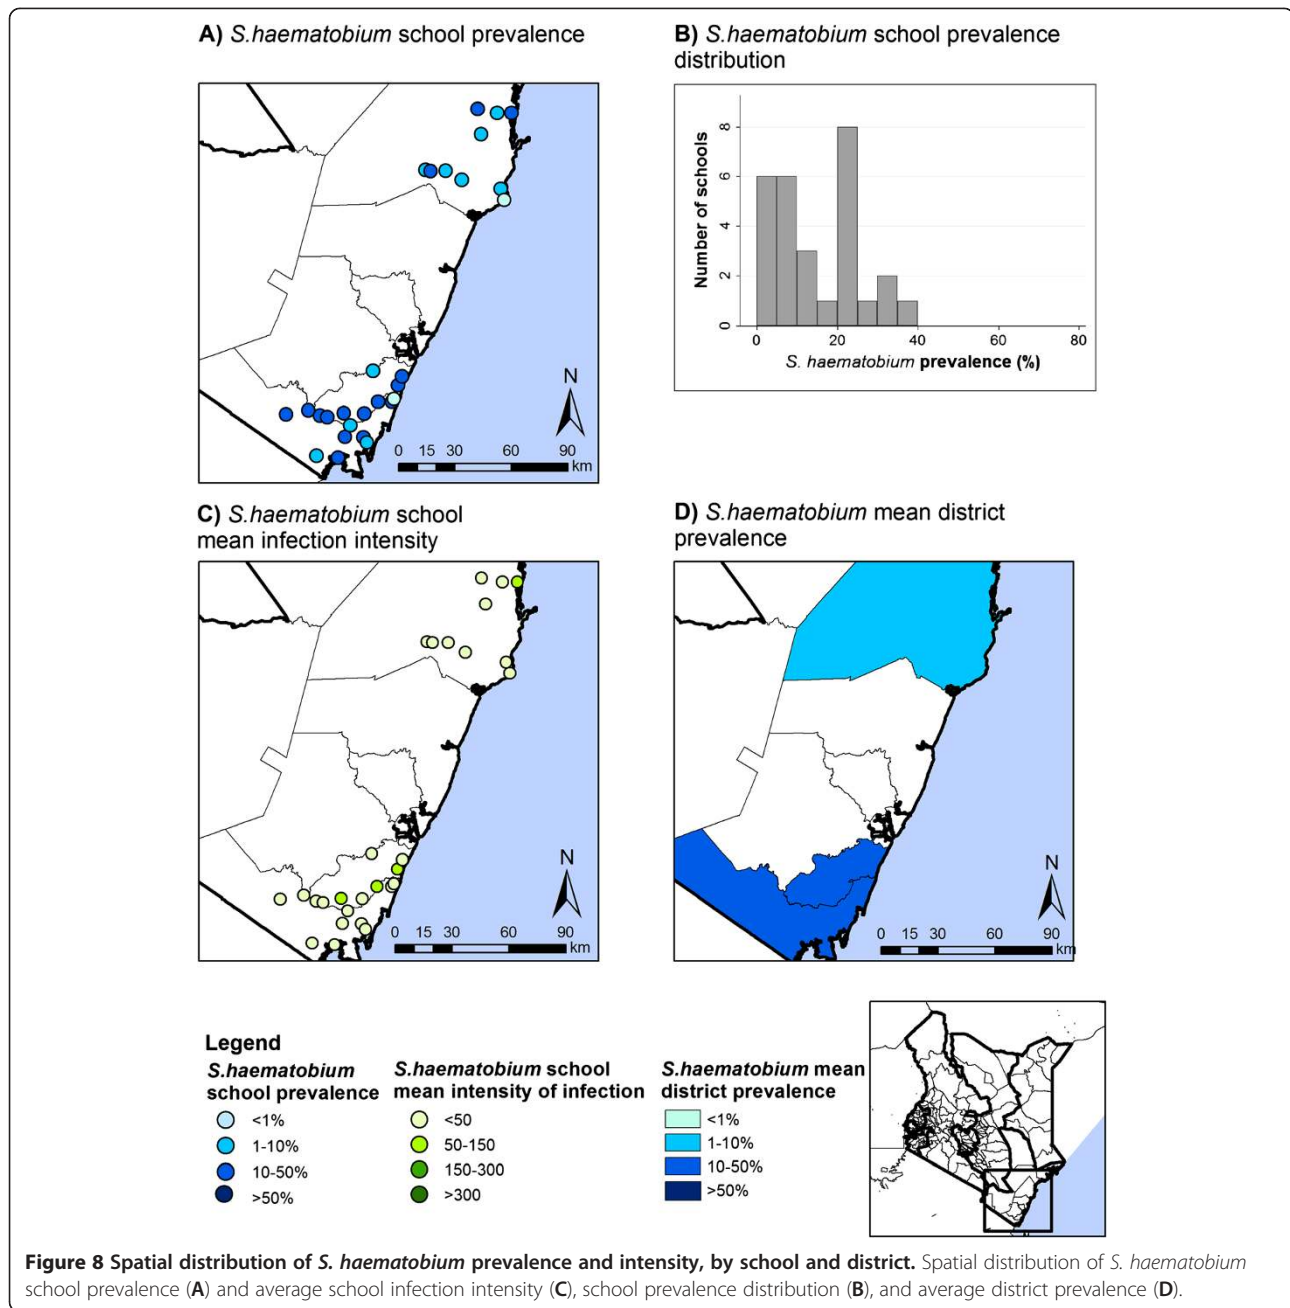 A) S.haematobium school prevalence
N
0 15 30 60 90
km
B) S.haematobium school prevalence
distribution
Number of schools
8
6
4
2
0
0 20 40 60 80
S. haematobium prevalence (%)
C) S.haematobium school
mean infection intensity
N
0 15 30 60 90
km
D) S.haematobium mean district
prevalence
N
0 15 30 60 90
km
Legend
S.haematobium
school prevalence
<1%
1-10%
10-50%
>50%
S.haematobium school
mean intensity of infection
<50
50-150
150-300
>300
S.haematobium mean
district prevalence
<1%
1-10%
10-50%
>50%
Figure 8 Spatial distribution of S. haematobium prevalence and intensity, by school and district. Spatial distribution of S. haematobium
school prevalence (A) and average school infection intensity (C), school prevalence distribution (B), and average district prevalence (D).